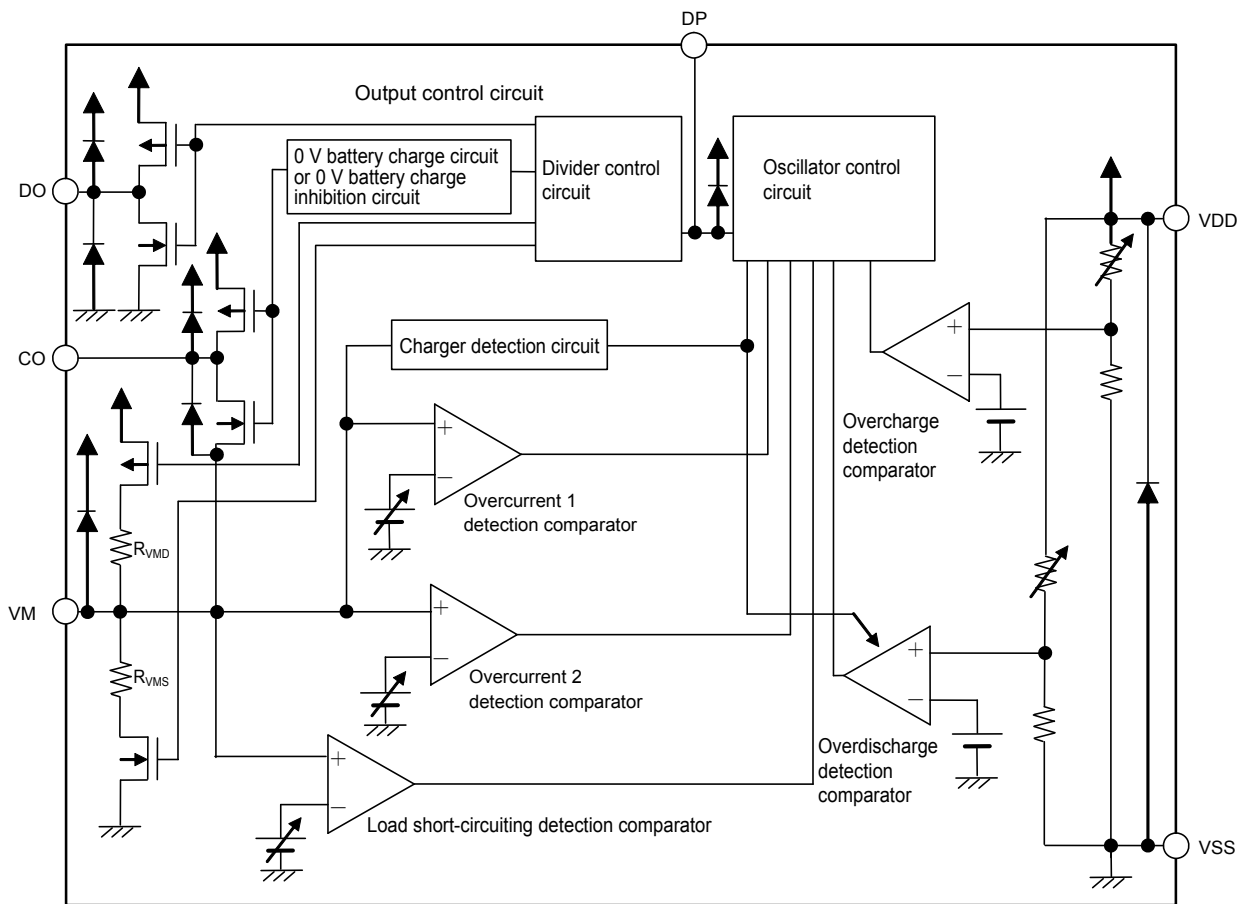 DP
Output control circuit
DO
0 V battery charge circuit
or 0 V battery charge
inhibition circuit
Divider control
circuit
Oscillator control
circuit
VDD
CO
Charger detection circuit
+
−
Overcharge
detection
comparator
+
−
Overcurrent 1
detection comparator
RVMD
VM
+
−
Overcurrent 2
detection comparator
RVMS
+
−
Overdischarge
detection
comparator
+
−
Load short-circuiting detection comparator
VSS